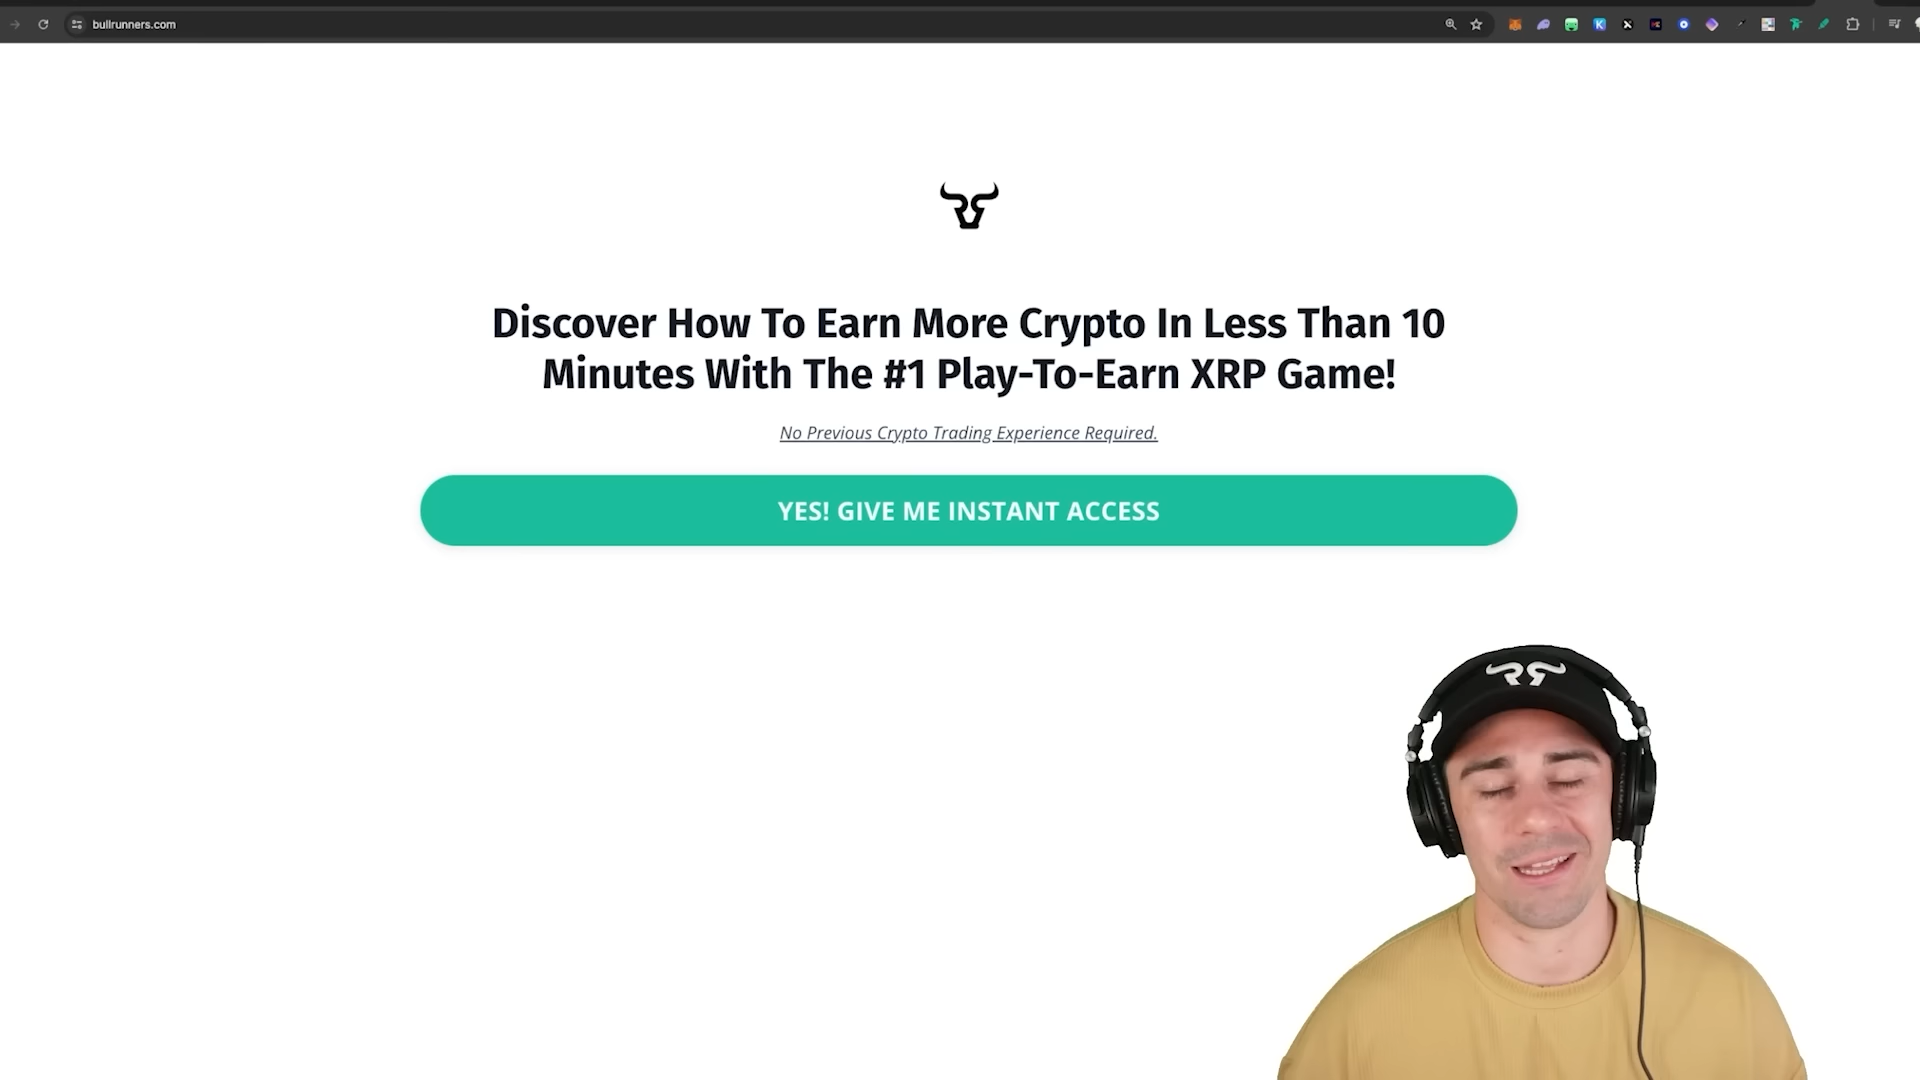 bullrunners.com
Discover How To Earn More Crypto In Less Than 10
Minutes With The #1 Play-To-Earn XRP Game!
No Previous Crypto Trading Experience Required.
YES! GIVE ME INSTANT ACCESS